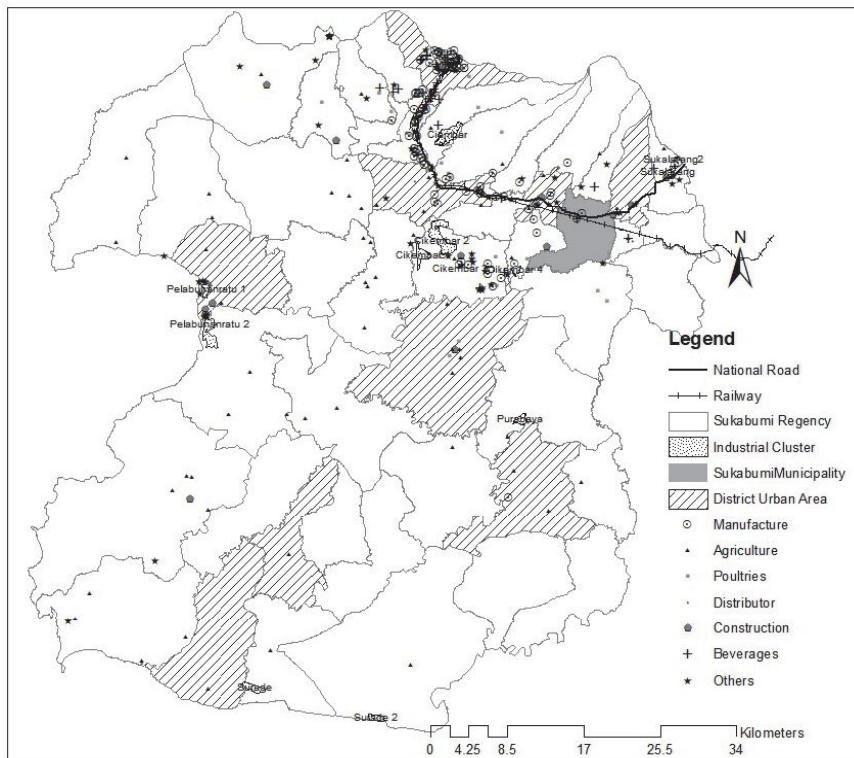 Ciambar
Sukalarang2
Sukalarang
Cikembar 2
Cikembar 4
N
Pelabuhanratu 1
Pelabuhanratu 2
Purabaya
Surade
Surade 2
Legend
National Road
Railway
Sukabumi Regency
Industrial Cluster
SukabumiMunicipality
District Urban Area
Manufacture
Agriculture
Poultries
Distributor
Construction
Beverages
Others
Kilometers
0 4.25 8.5 17 25.5 34